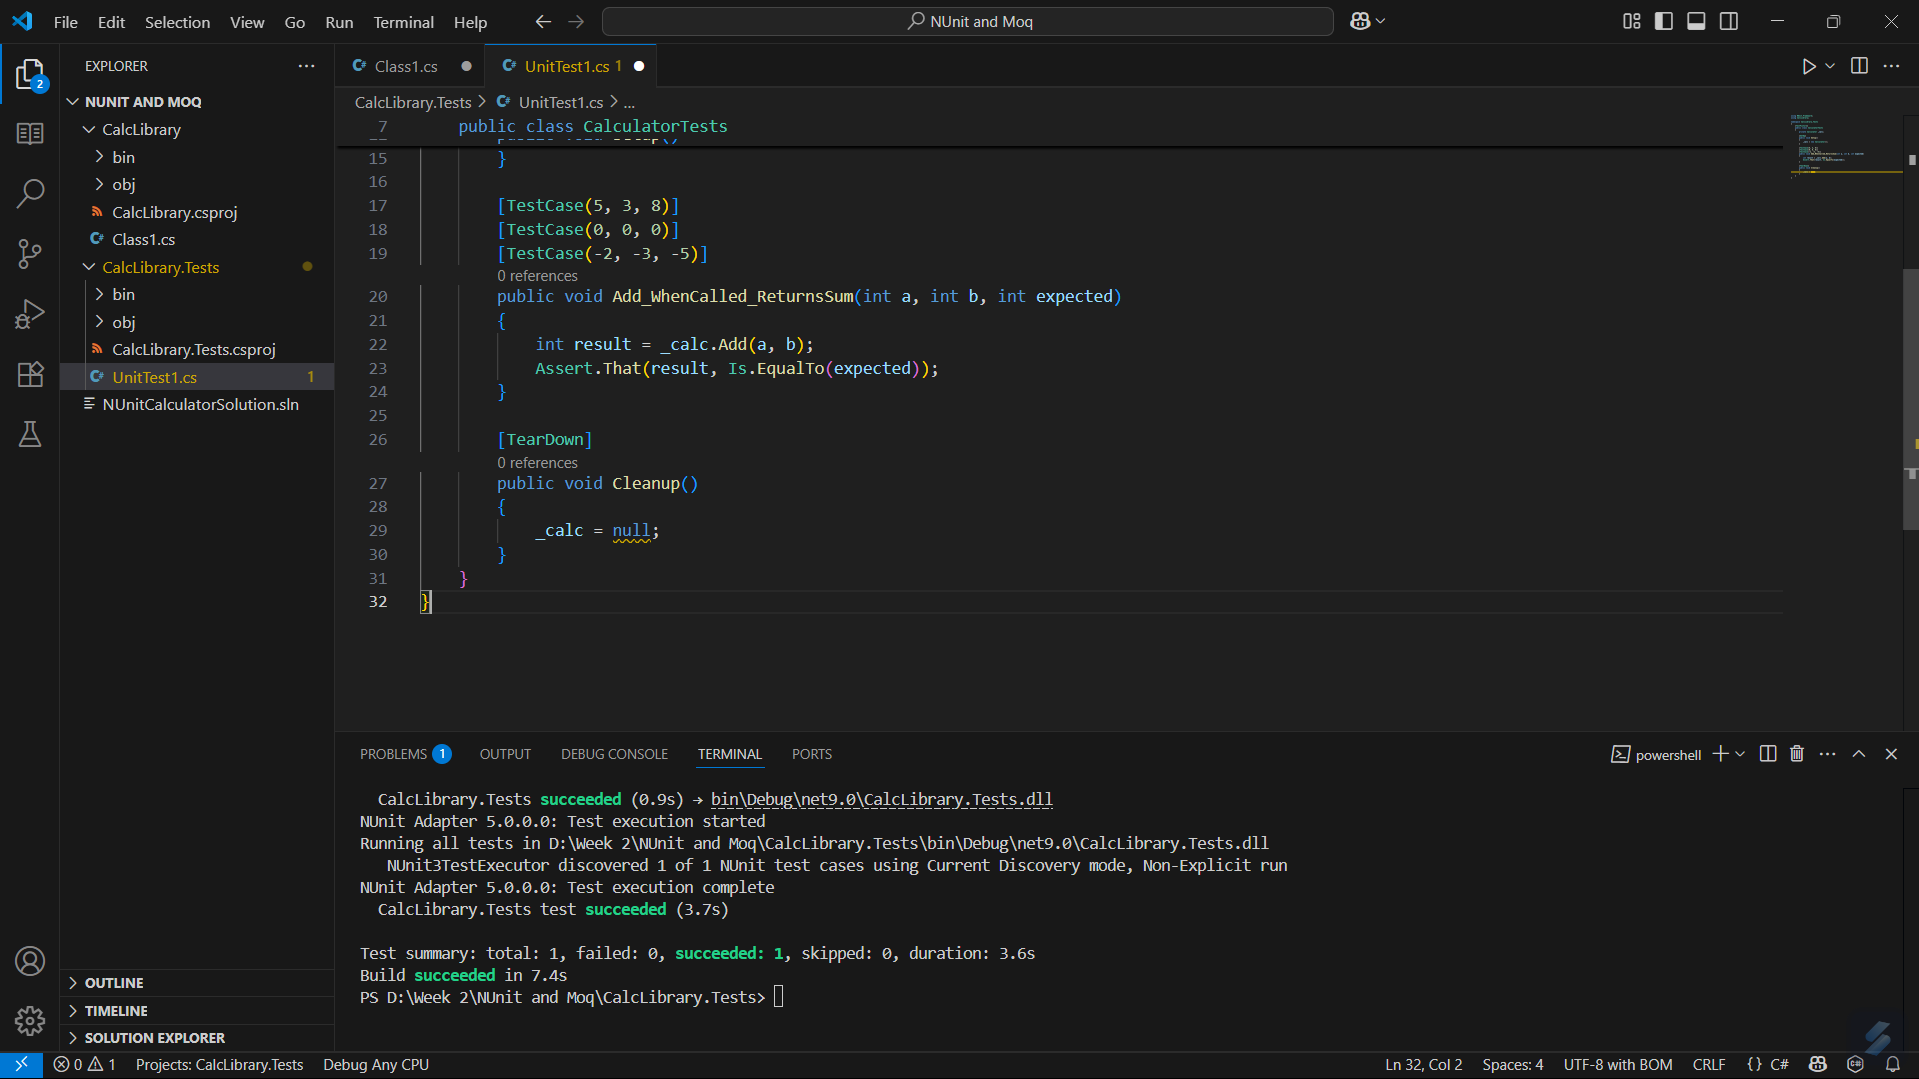 File Edit Selection View Go Run Terminal Help
NUnit and Moq
2
EXPLORER
NUNIT AND MOQ
CalcLibrary
bin
obj
CalcLibrary.csproj
Class1.cs
CalcLibrary.Tests
bin
obj
CalcLibrary.Tests.csproj
UnitTest1.cs 1
NUnitCalculatorSolution.sln
OUTLINE
TIMELINE
SOLUTION EXPLORER
Class1.cs
UnitTest1.cs 1
CalcLibrary.Tests > UnitTest1.cs > ...
7 public class CalculatorTests
15 }
16
17 [TestCase(5, 3, 8)]
18 [TestCase(0, 0, 0)]
19 [TestCase(-2, -3, -5)]
0 references
20 public void Add_WhenCalled_ReturnsSum(int a, int b, int expected)
21 {
22 int result = _calc.Add(a, b);
23 Assert.That(result, Is.EqualTo(expected));
24 }
25
26 [TearDown]
0 references
27 public void Cleanup()
28 {
29 _calc = null;
30 }
31 }
32 }
PROBLEMS 1 OUTPUT DEBUG CONSOLE TERMINAL PORTS
powershell
CalcLibrary.Tests succeeded (0.9s) → bin\Debug\net9.0\CalcLibrary.Tests.dll
NUnit Adapter 5.0.0.0: Test execution started
Running all tests in D:\Week 2\NUnit and Moq\CalcLibrary.Tests\bin\Debug\net9.0\CalcLibrary.Tests.dll
NUnit3TestExecutor discovered 1 of 1 NUnit test cases using Current Discovery mode, Non-Explicit run
NUnit Adapter 5.0.0.0: Test execution complete
CalcLibrary.Tests test succeeded (3.7s)
Test summary: total: 1, failed: 0, succeeded: 1, skipped: 0, duration: 3.6s
Build succeeded in 7.4s
PS D:\Week 2\NUnit and Moq\CalcLibrary.Tests>
0 1 Projects: CalcLibrary.Tests Debug Any CPU
Ln 32, Col 2 Spaces: 4 UTF-8 with BOM CRLF {} C#